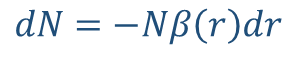 dN = −Nβ(r)dr